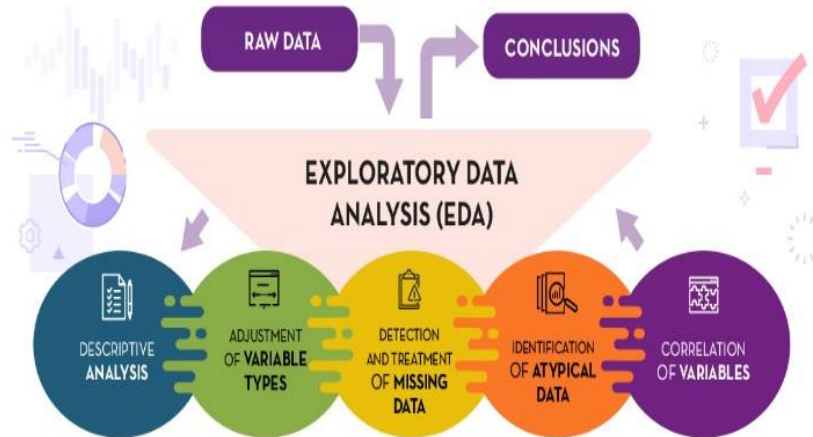 RAW DATA
CONCLUSIONS
EXPLORATORY DATA
ANALYSIS (EDA)
DESCRIPTIVE
ANALYSIS
ADJUSTMENT
OF VARIABLE
TYPES
DETECTION
AND TREATMENT
OF MISSING
DATA
IDENTIFICATION
OF ATYPICAL
DATA
CORRELATION
OF VARIABLES